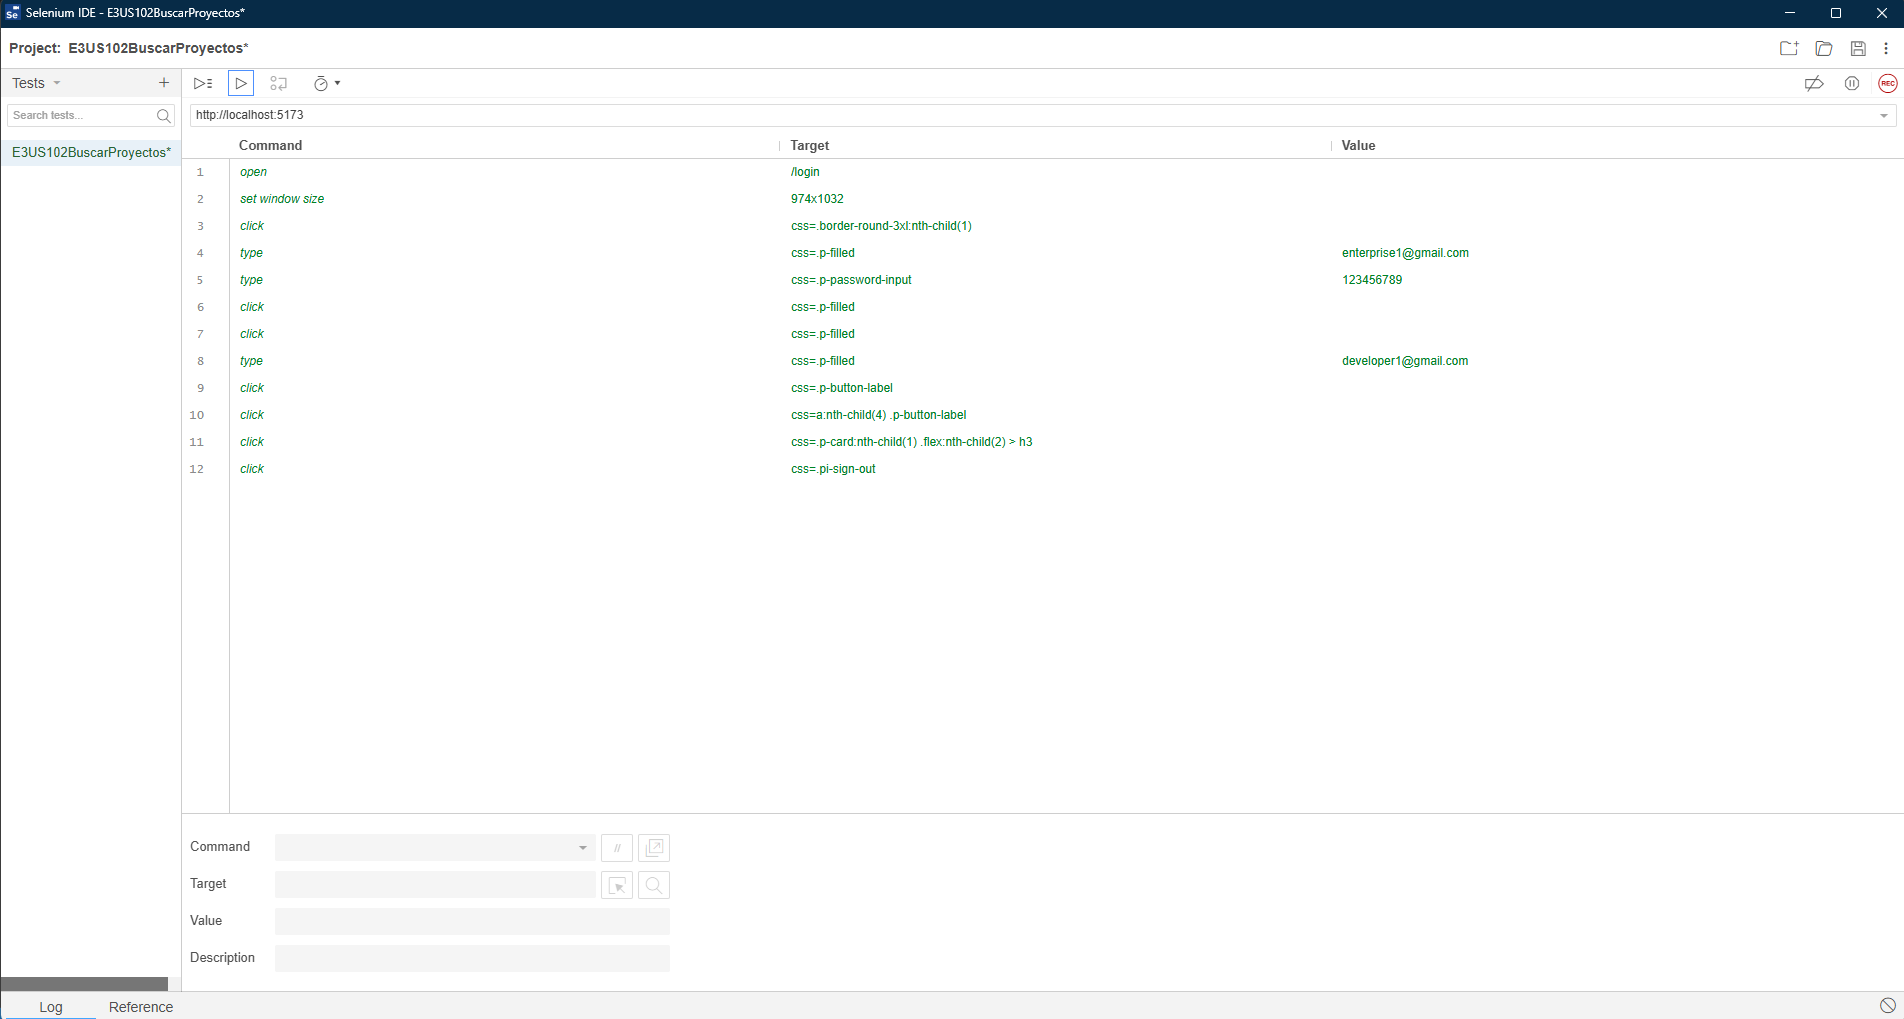 Selenium IDE - E3US102BuscarProyectos*
Project: E3US102BuscarProyectos*
Tests
Search tests...
E3US102BuscarProyectos*
REC
http://localhost:5173
Command Target Value
1 open /login
2 set window size 974x1032
3 click css=.border-round-3xl:nth-child(1)
4 type css=.p-filled enterprise1@gmail.com
5 type css=.p-password-input 123456789
6 click css=.p-filled
7 click css=.p-filled
8 type css=.p-filled developer1@gmail.com
9 click css=.p-button-label
10 click css=a:nth-child(4) .p-button-label
11 click css=.p-card:nth-child(1) .flex:nth-child(2) > h3
12 click css=.pi-sign-out
Command //
Target
Value
Description
Log Reference